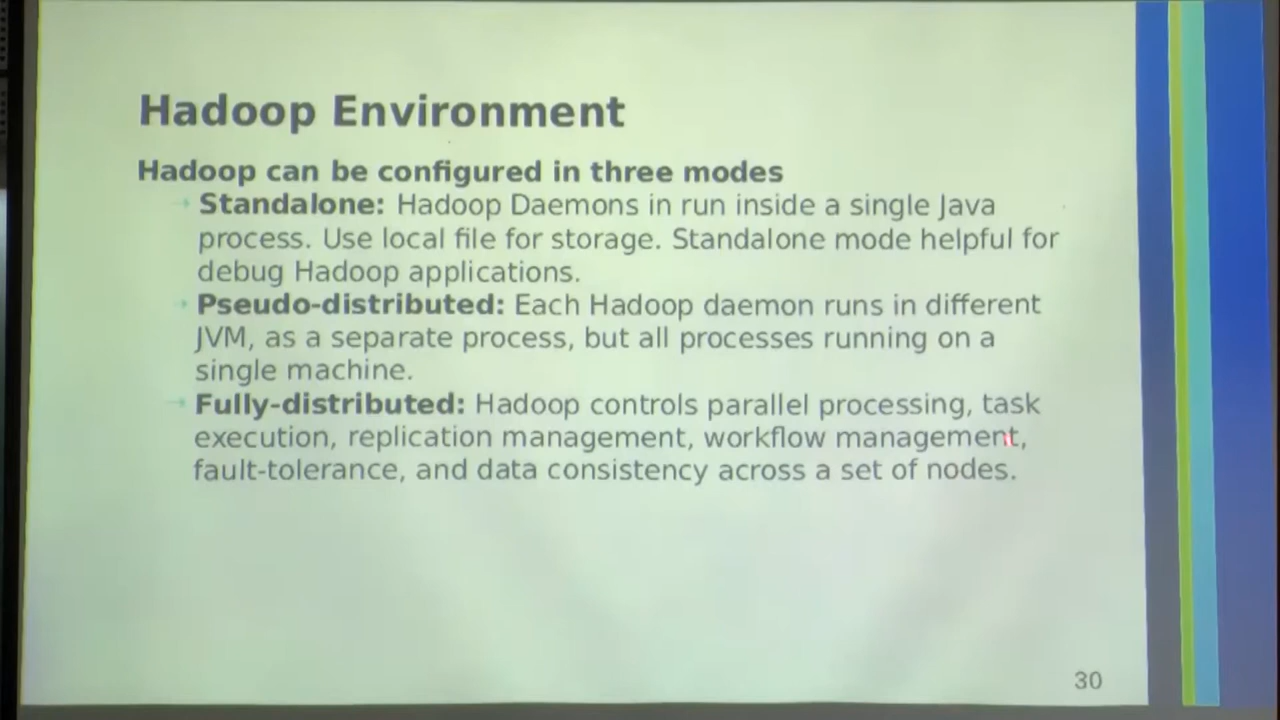 Hadoop Environment
Hadoop can be configured in three modes
Standalone: Hadoop Daemons in run inside a single Java
process. Use local file for storage. Standalone mode helpful for
debug Hadoop applications.
Pseudo-distributed: Each Hadoop daemon runs in different
JVM, as a separate process, but all processes running on a
single machine.
Fully-distributed: Hadoop controls parallel processing, task
execution, replication management, workflow management,
fault-tolerance, and data consistency across a set of nodes.
30